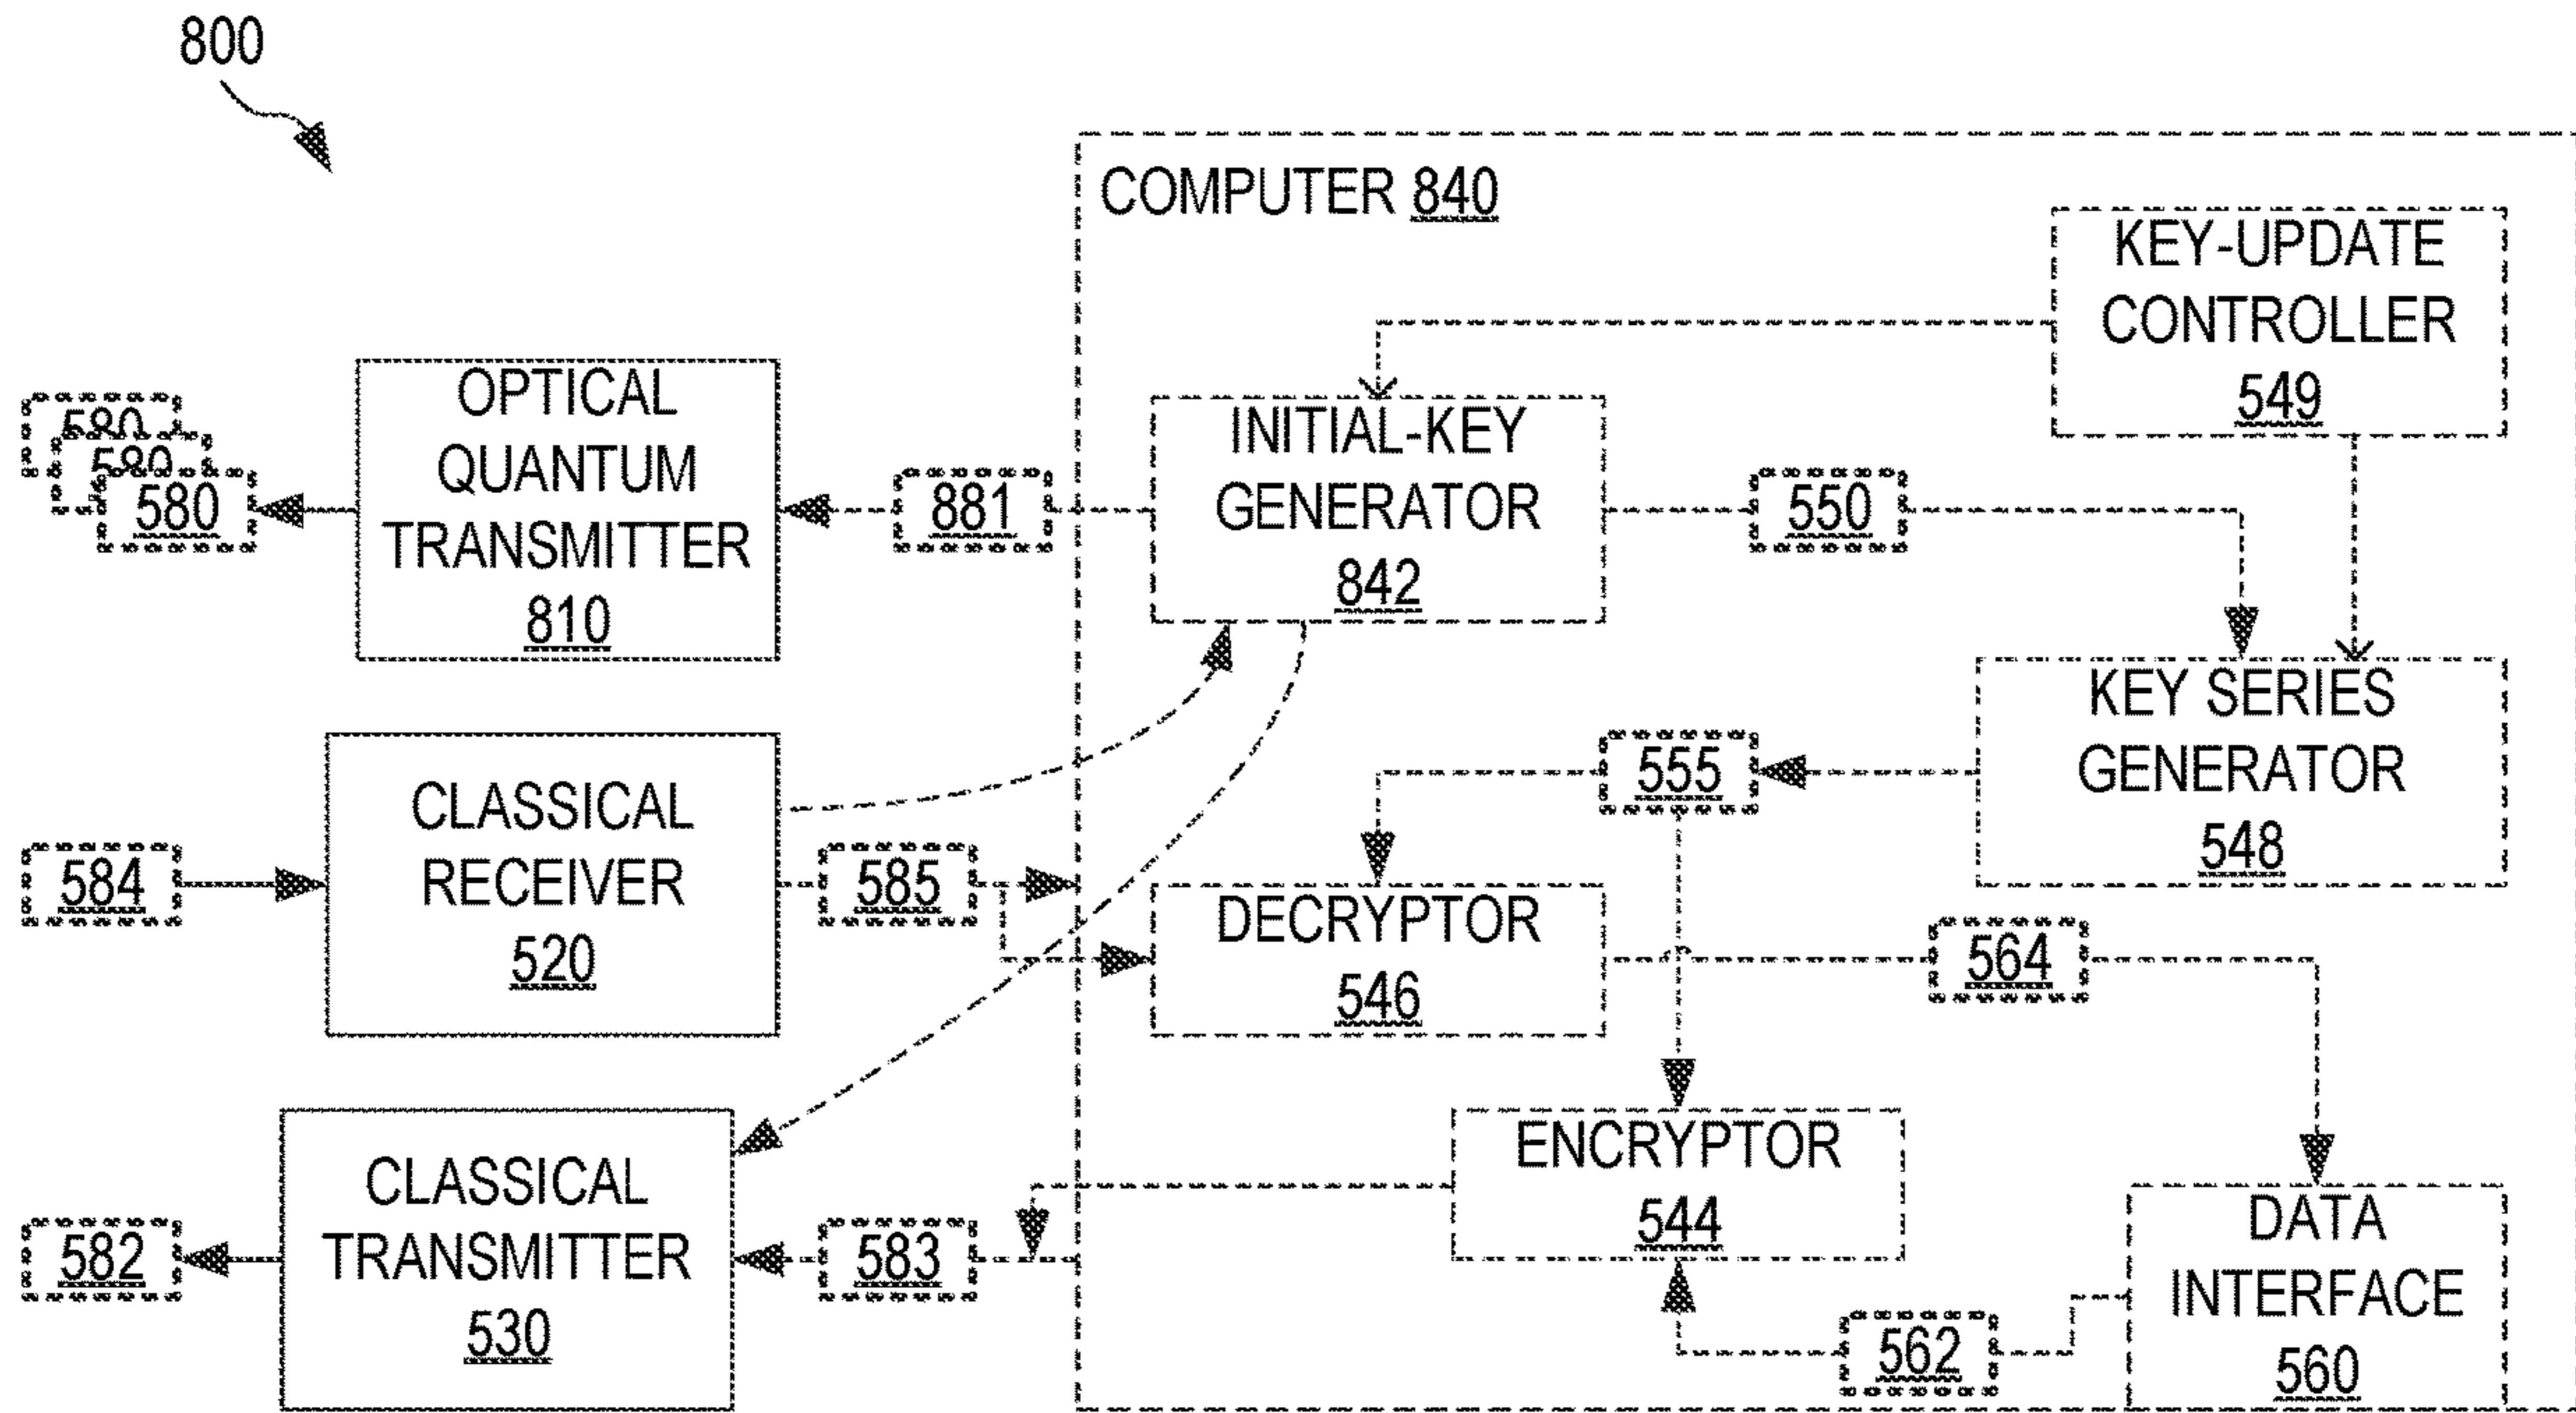 800
COMPUTER 840
KEY-UPDATE
CONTROLLER
549
OPTICAL
QUANTUM
TRANSMITTER
810
580
580
580
881
INITIAL-KEY
GENERATOR
842
550
KEY SERIES
GENERATOR
548
555
CLASSICAL
RECEIVER
520
584
585
DECRYPTOR
546
564
ENCRYPTOR
544
CLASSICAL
TRANSMITTER
530
582
583
562
DATA
INTERFACE
560